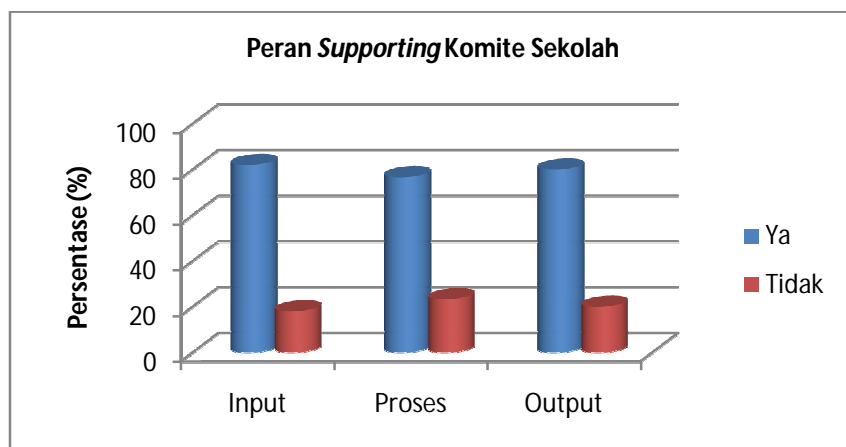 Peran Supporting Komite Sekolah
Persentase (%)
100
80
60
40
20
0
Input
Proses
Output
Ya
Tidak